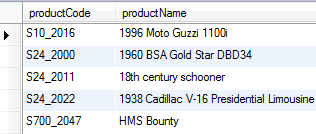 productCode productName
S10_2016 1996 Moto Guzzi 1100i
S24_2000 1960 BSA Gold Star DBD34
S24_2011 18th century schooner
S24_2022 1938 Cadillac V-16 Presidential Limousine
S700_2047 HMS Bounty